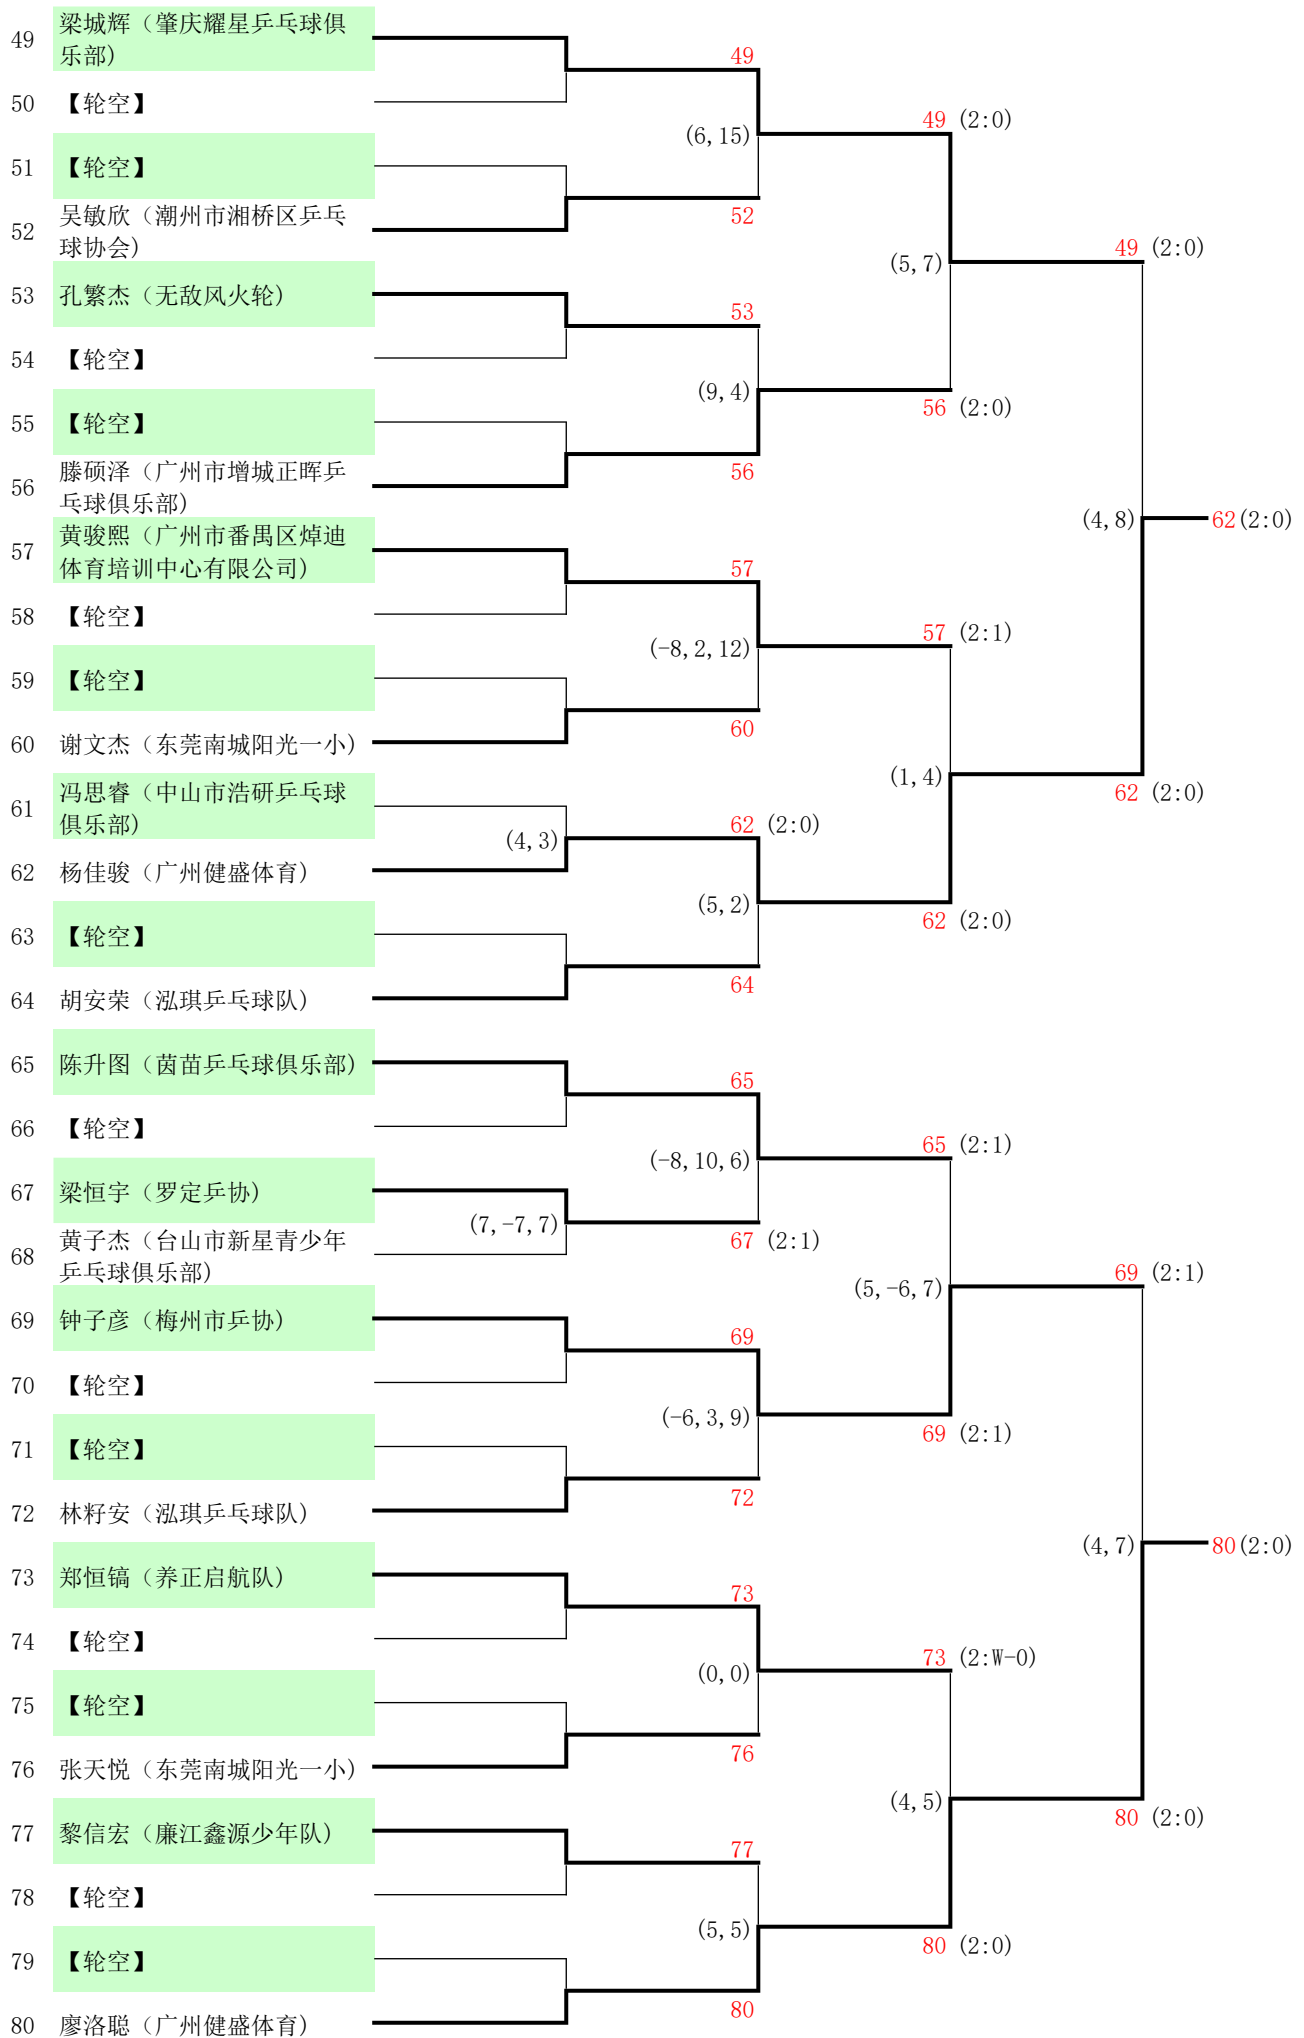 49 梁城辉（肇庆耀星乒乓球俱
乐部）
49
50 【轮空】
(6,15)
49 (2:0)
51 【轮空】
52 吴敏欣（潮州市湘桥区乒乓
球协会）
52
(5,7)
49 (2:0)
53 孔繁杰（无敌风火轮）
53
54 【轮空】
(9,4)
56 (2:0)
55 【轮空】
56 滕硕泽（广州市增城正晖乒
乓球俱乐部）
56
(4,8)
62(2:0)
57 黄骏熙（广州市番禺区焯迪
体育培训中心有限公司）
57
58 【轮空】
(-8,2,12)
57 (2:1)
59 【轮空】
60 谢文杰（东莞南城阳光一小）
60
(1,4)
62 (2:0)
61 冯思睿（中山市浩研乒乓球
俱乐部）
(4,3)
62 (2:0)
62 杨佳骏（广州健盛体育）
(5,2)
62 (2:0)
63 【轮空】
64 胡安荣（泓琪乒乓球队）
64
65 陈升图（茵苗乒乓球俱乐部）
65
66 【轮空】
(-8,10,6)
65 (2:1)
67 梁恒宇（罗定乒协）
(7,-7,7)
67 (2:1)
68 黄子杰（台山市新星青少年
乒乓球俱乐部）
(5,-6,7)
69 (2:1)
69 钟子彦（梅州市乒协）
69
70 【轮空】
(-6,3,9)
69 (2:1)
71 【轮空】
72 林籽安（泓琪乒乓球队）
72
(4,7)
80(2:0)
73 郑恒镐（养正启航队）
73
74 【轮空】
(0,0)
73 (2:W-0)
75 【轮空】
76 张天悦（东莞南城阳光一小）
76
(4,5)
80 (2:0)
77 黎信宏（廉江鑫源少年队）
77
78 【轮空】
(5,5)
80 (2:0)
79 【轮空】
80 廖洛聪（广州健盛体育）
80